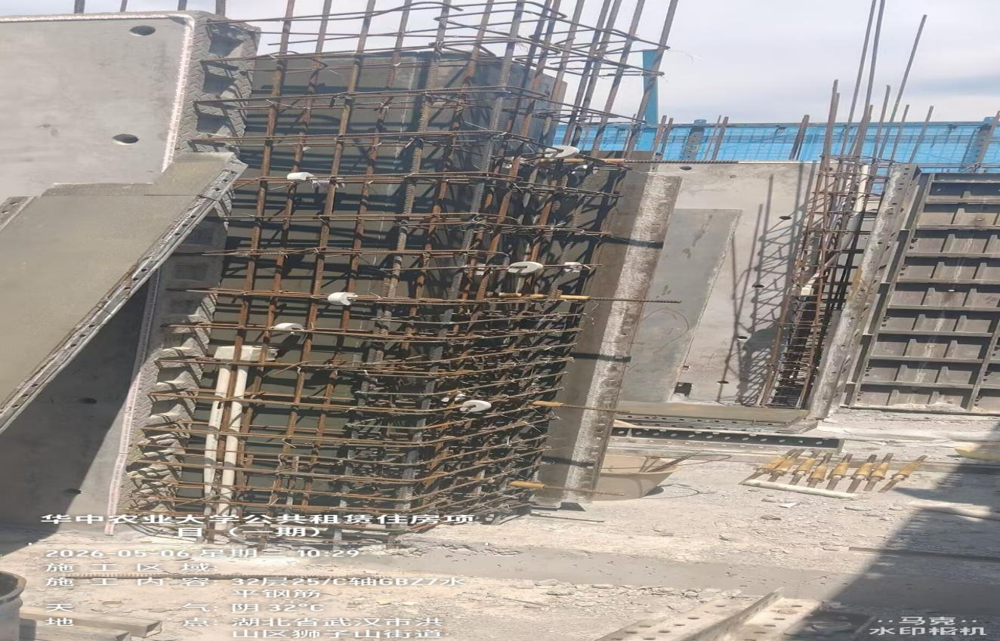 华中农业大学公共租赁住房项
目（一期）
2026-05-06 星期三 10:29
施工区域:
施工内容: 32层25/C轴GBZ7水
平钢筋
天气: 阴 32°C
地点: 湖北省武汉市洪
山区狮子山街道
马克
水印相机